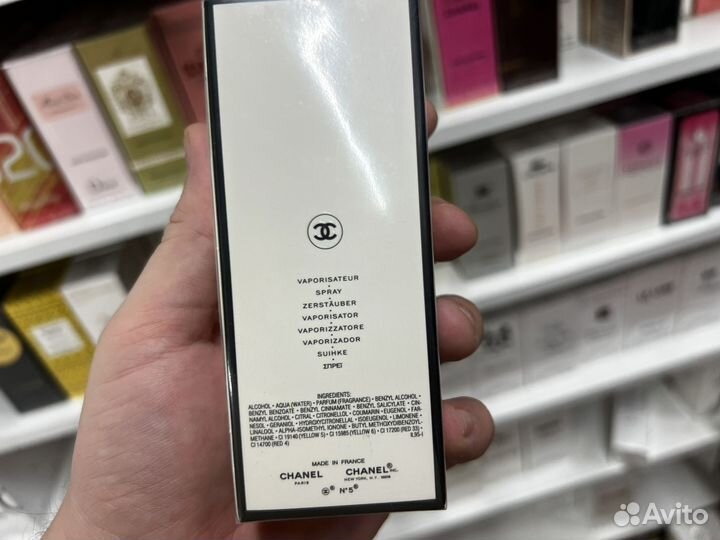 VAPORISATEUR
SPRAY
ZERSTÄUBER
VAPORISATOR
VAPORIZZATORE
VAPORIZADOR
SUIHKE
ΣΠΡΕΪ
INGREDIENTS:
ALCOHOL • AQUA (WATER) • PARFUM (FRAGRANCE) • BENZYL ALCOHOL •
BENZYL BENZOATE • BENZYL CINNAMATE • BENZYL SALICYLATE • CIN-
NAMYL ALCOHOL • CITRAL • CITRONELLOL • COUMARIN • EUGENOL • FAR-
NESOL • GERANIOL • HYDROXYCITRONELLAL • ISOEUGENOL • LIMONENE •
LINALOOL • ALPHA-ISOMETHYL IONONE • BUTYL METHOXYDIBENZOYL-
METHANE • CI 19140 (YELLOW 5) • CI 15985 (YELLOW 6) • CI 17200 (RED 33) •
CI 14700 (RED 4) IL95-I
MADE IN FRANCE
CHANEL CHANEL® INC.
PARIS NEW YORK, N.Y.
N°5®
Dior
Avito